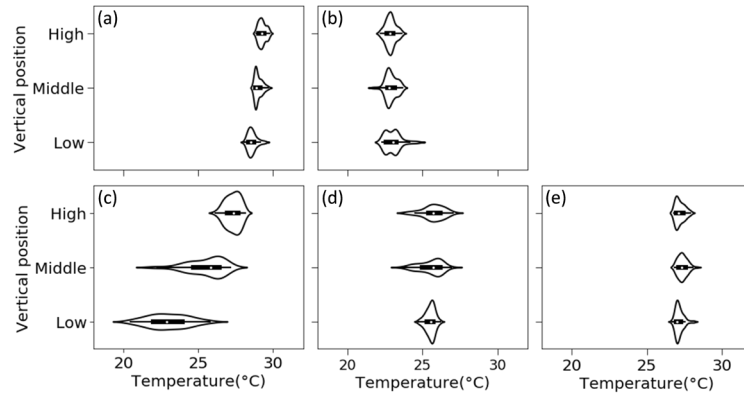 (a)
(b)
High
Middle
Low
Vertical position
(c)
(d)
(e)
High
Middle
Low
Vertical position
20 25 30
20 25 30
20 25 30
Temperature(°C)
Temperature(°C)
Temperature(°C)